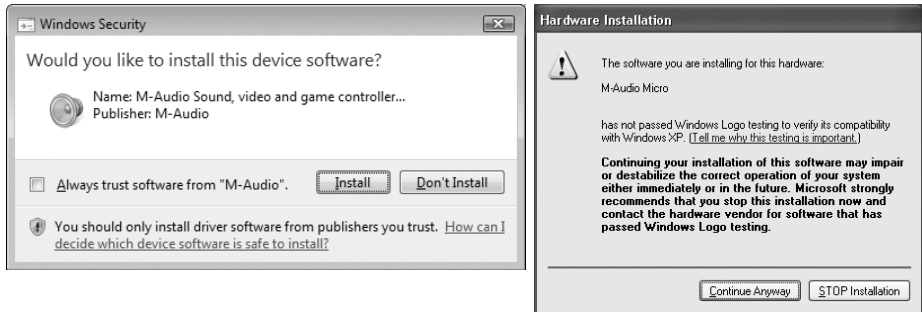 Windows Security
Would you like to install this device software?
Name: M-Audio Sound, video and game controller...
Publisher: M-Audio
Always trust software from "M-Audio".
Install
Don't Install
You should only install driver software from publishers you trust. How can I
decide which device software is safe to install?
Hardware Installation
The software you are installing for this hardware:
M-Audio Micro
has not passed Windows Logo testing to verify its compatibility
with Windows XP. (Tell me why this testing is important.)
Continuing your installation of this software may impair
or destabilize the correct operation of your system
either immediately or in the future. Microsoft strongly
recommends that you stop this installation now and
contact the hardware vendor for software that has
passed Windows Logo testing.
Continue Anyway
STOP Installation